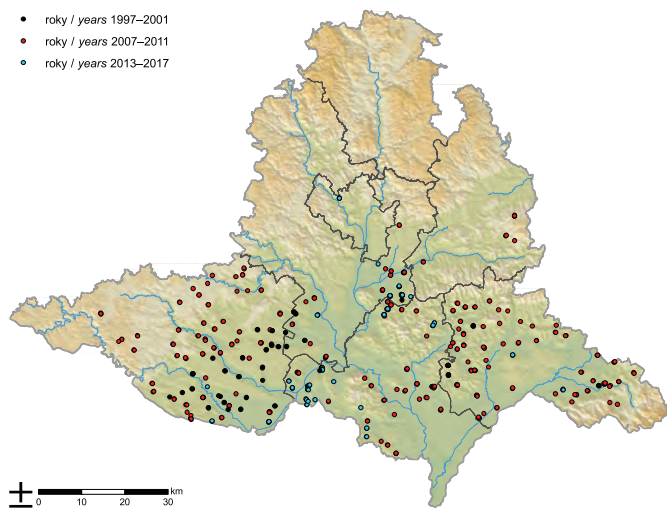 roky / years 1997–2001
roky / years 2007–2011
roky / years 2013–2017
km
0 10 20 30